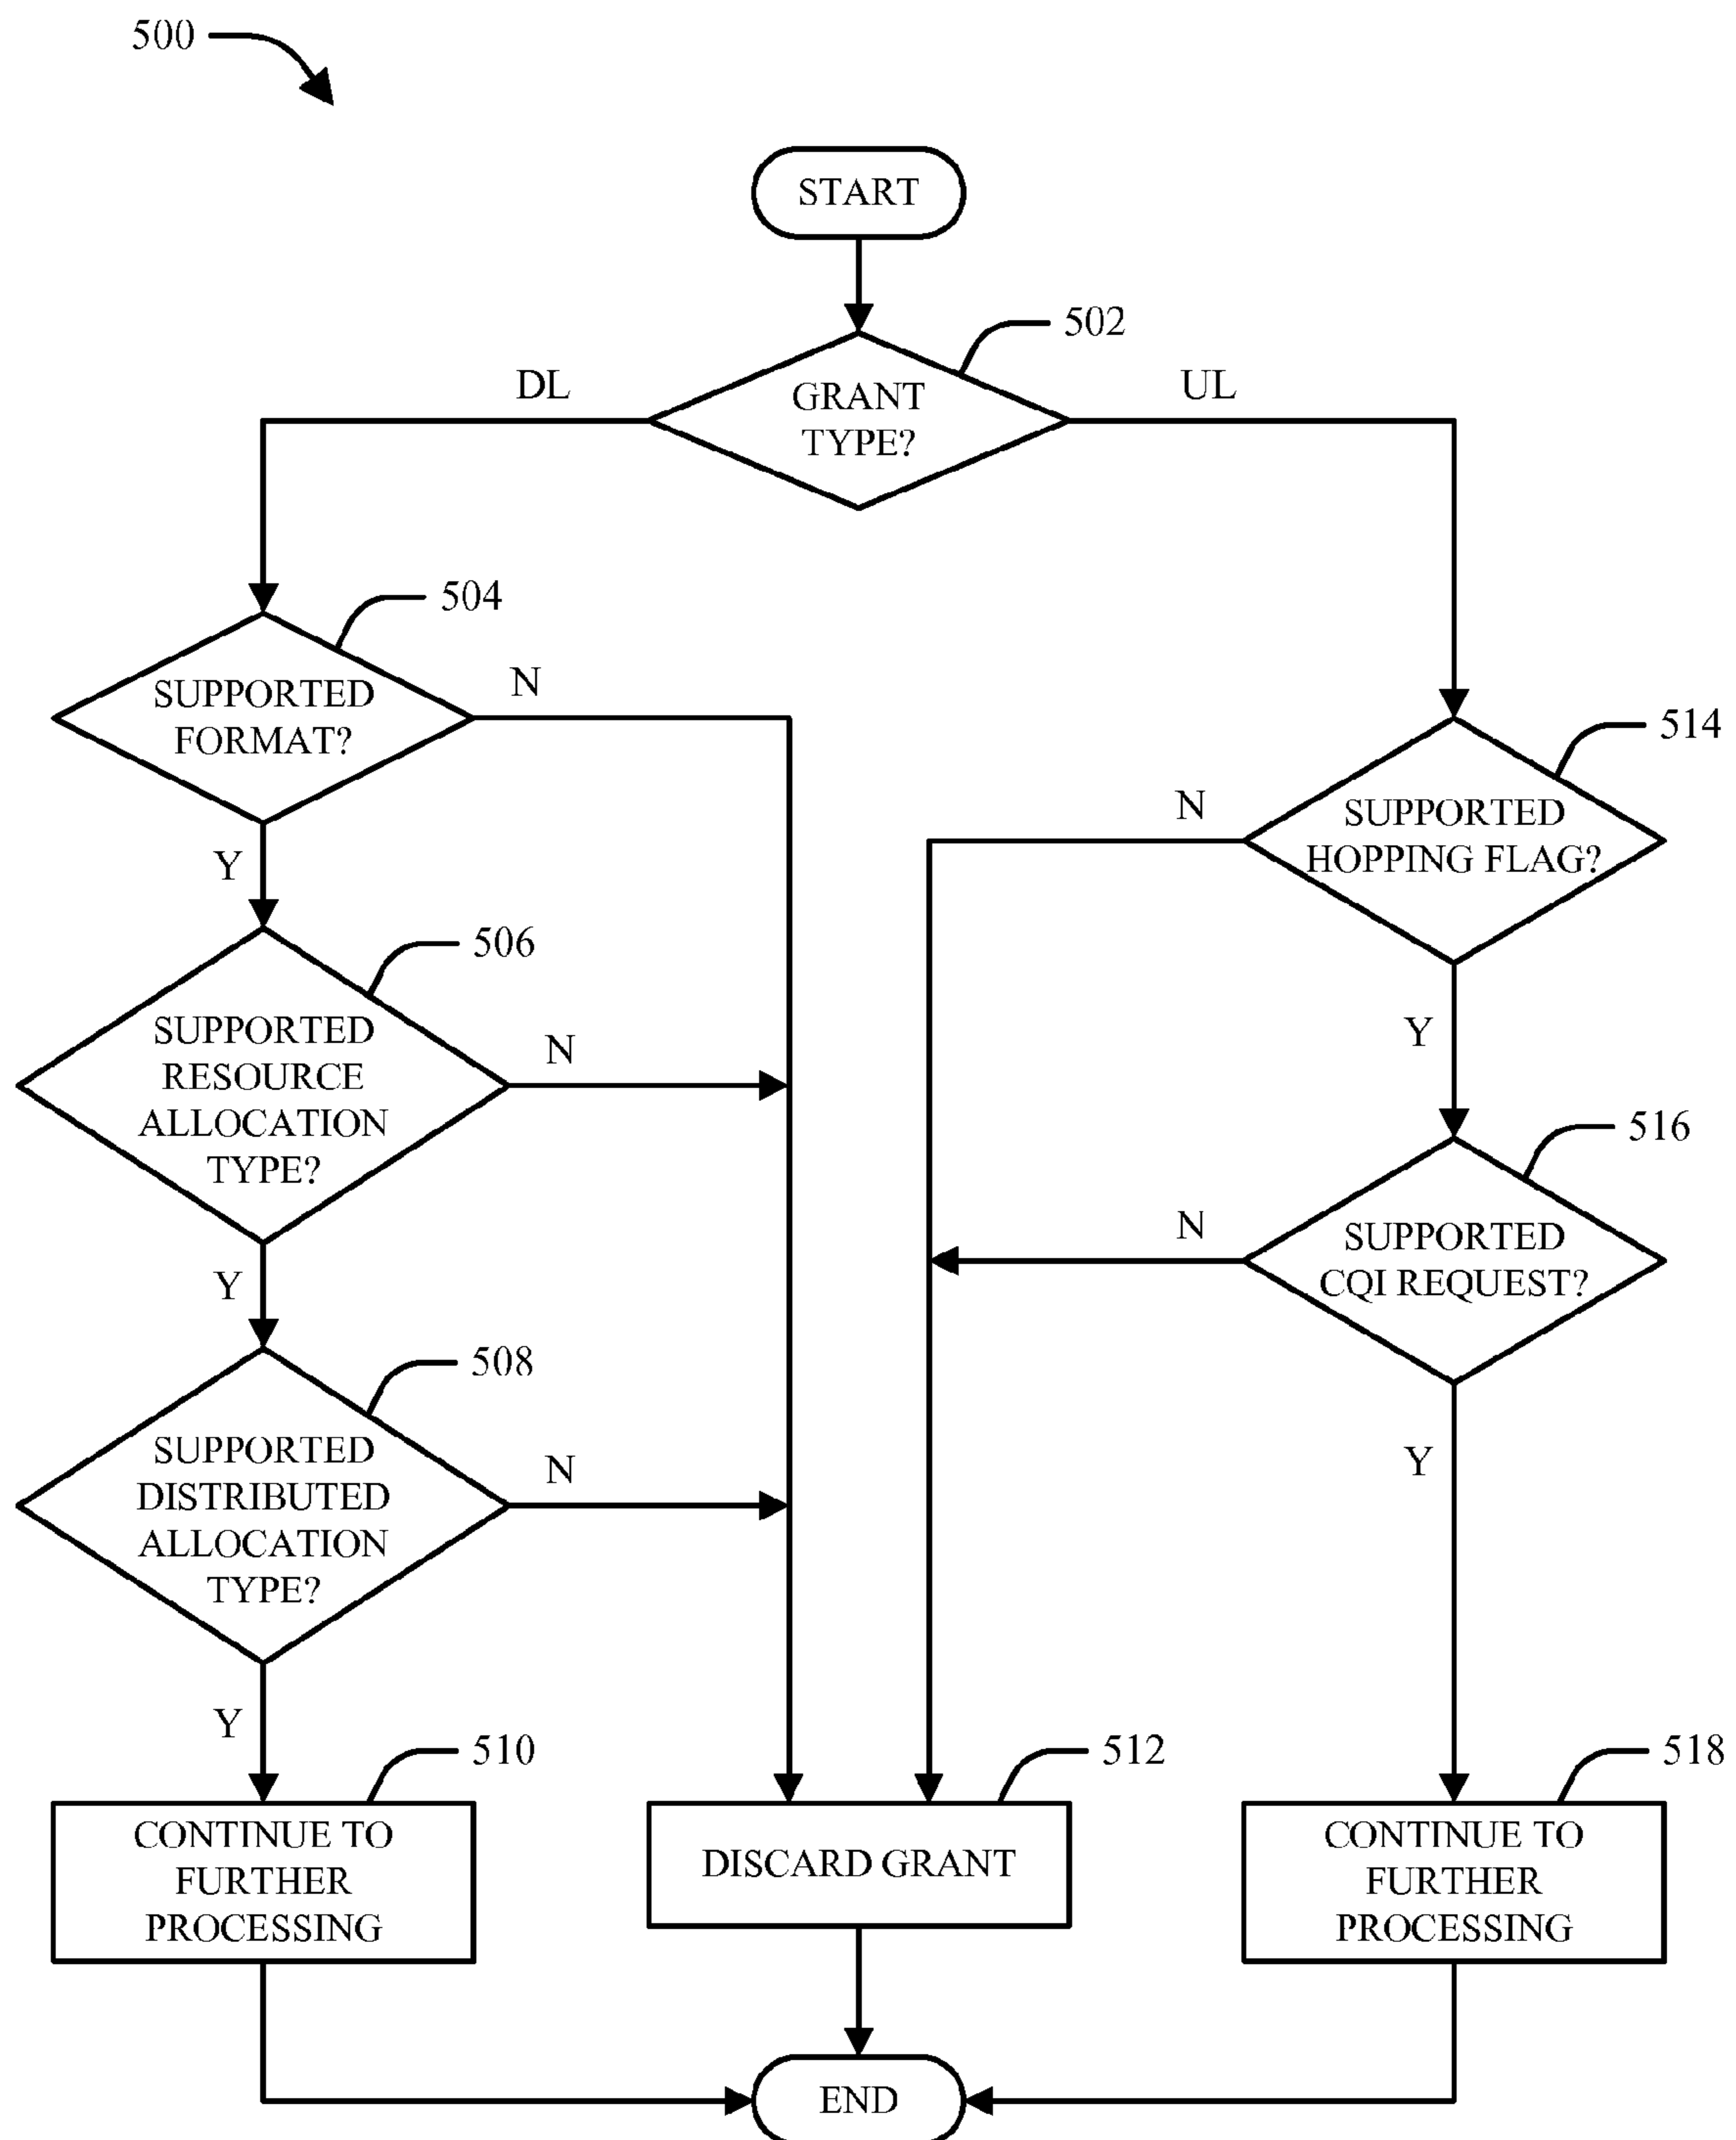 500
START
502
DL
GRANT
TYPE?
UL
504
SUPPORTED
FORMAT?
N
514
SUPPORTED
HOPPING FLAG?
N
Y
506
SUPPORTED
RESOURCE
ALLOCATION
TYPE?
N
Y
516
SUPPORTED
CQI REQUEST?
N
Y
508
SUPPORTED
DISTRIBUTED
ALLOCATION
TYPE?
N
Y
Y
510
CONTINUE TO
FURTHER
PROCESSING
512
DISCARD GRANT
518
CONTINUE TO
FURTHER
PROCESSING
END